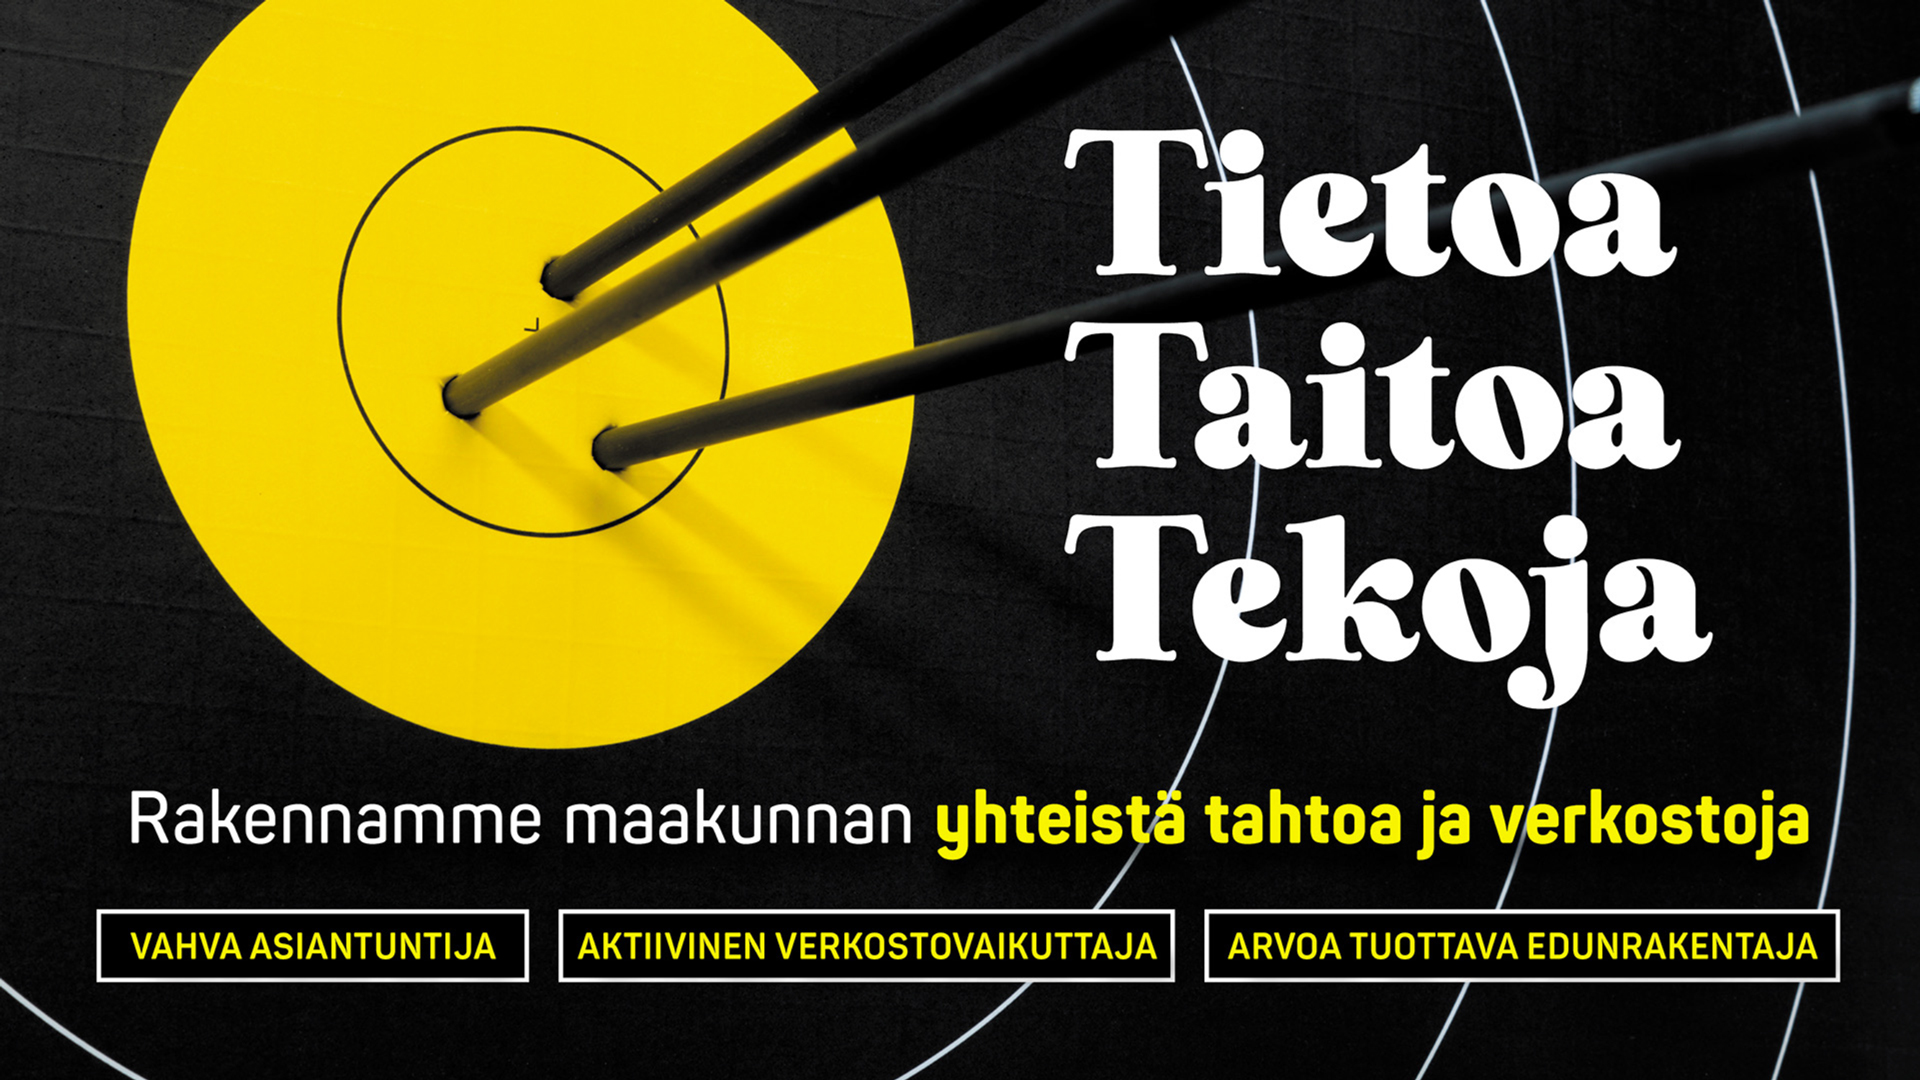 Tietoa
Taitoa
Tekoja
Rakennamme maakunnan yhteistä tahtoa ja verkostoja
VAHVA ASIANTUNTIJA
AKTIIVINEN VERKOSTOVAIKUTTAJA
ARVOA TUOTTAVA EDUNRAKENTAJA